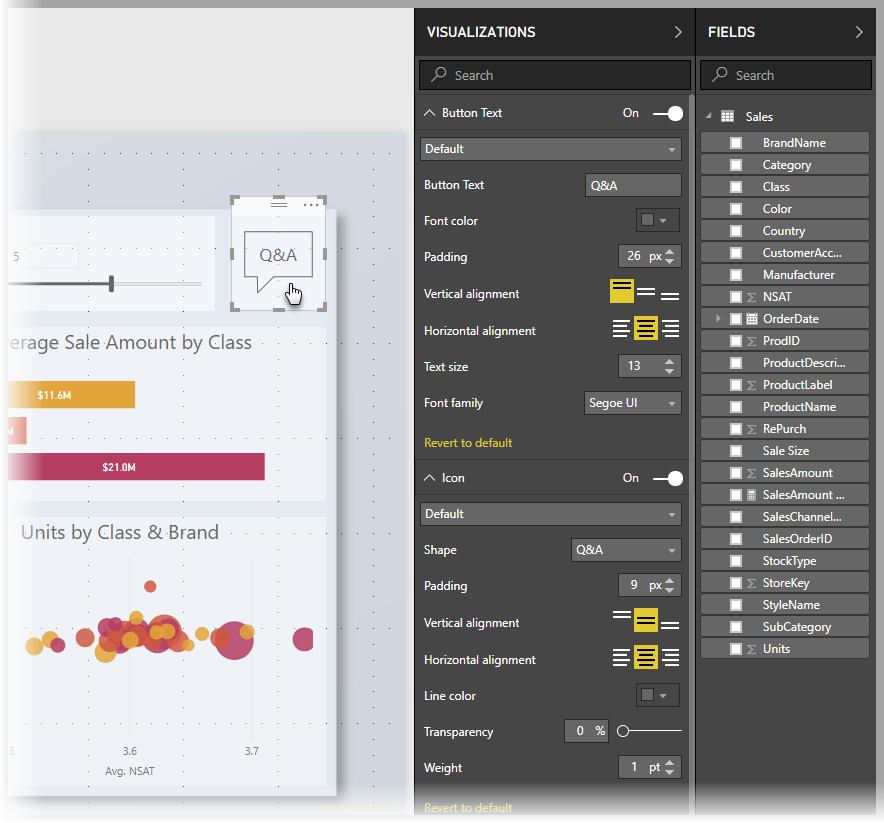 5
Q&A
erage Sale Amount by Class
$11.6M
M
$21.0M
Units by Class & Brand
5
3.6
3.7
Avg. NSAT
VISUALIZATIONS
Search
Button Text
On
Default
Button Text
Q&A
Font color
Padding
26 px
Vertical alignment
Horizontal alignment
Text size
13
Font family
Segoe UI
Revert to default
Icon
On
Default
Shape
Q&A
Padding
9 px
Vertical alignment
Horizontal alignment
Line color
Transparency
0 %
Weight
1 pt
Revert to default
FIELDS
Search
Sales
BrandName
Category
Class
Color
Country
CustomerAcc...
Manufacturer
NSAT
OrderDate
ProdID
ProductDescri...
ProductLabel
ProductName
RePurch
Sale Size
SalesAmount
SalesAmount ...
SalesChannel...
SalesOrderID
StockType
StoreKey
StyleName
SubCategory
Units